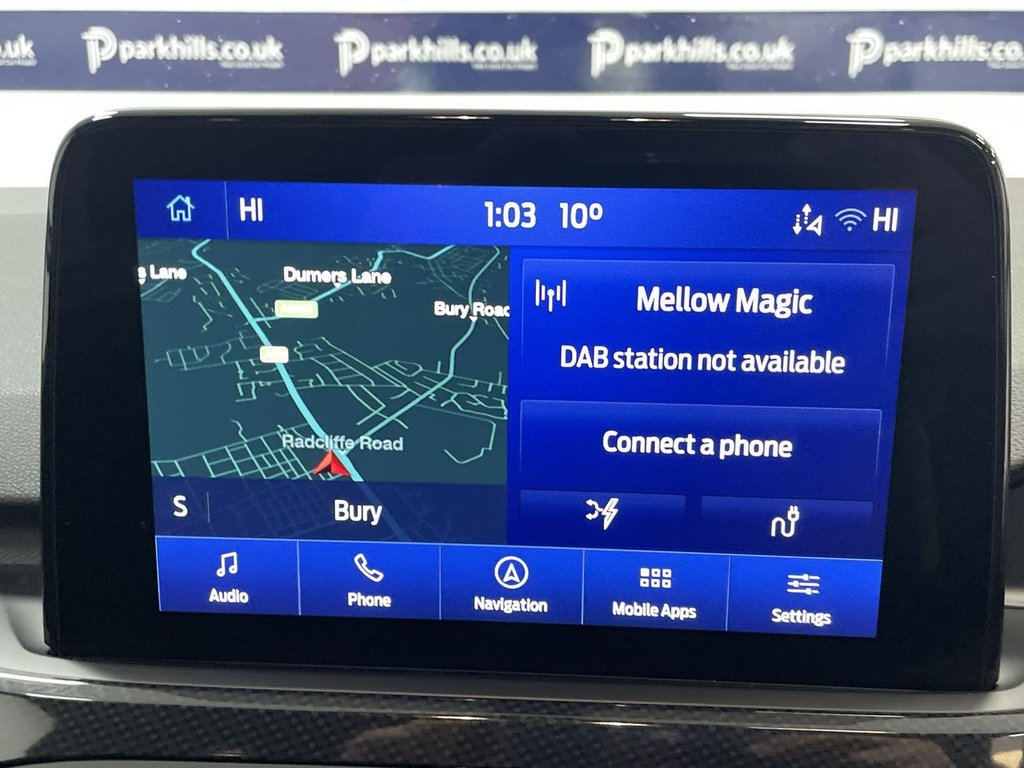 .uk parkhills.co.uk parkhills.co.uk parkhills.co.uk parkhills.co
HI 1:03 10° HI
s Lane Dumers Lane
Bury Road
Mellow Magic
DAB station not available
Radcliffe Road
Connect a phone
S Bury
Audio Phone Navigation Mobile Apps Settings